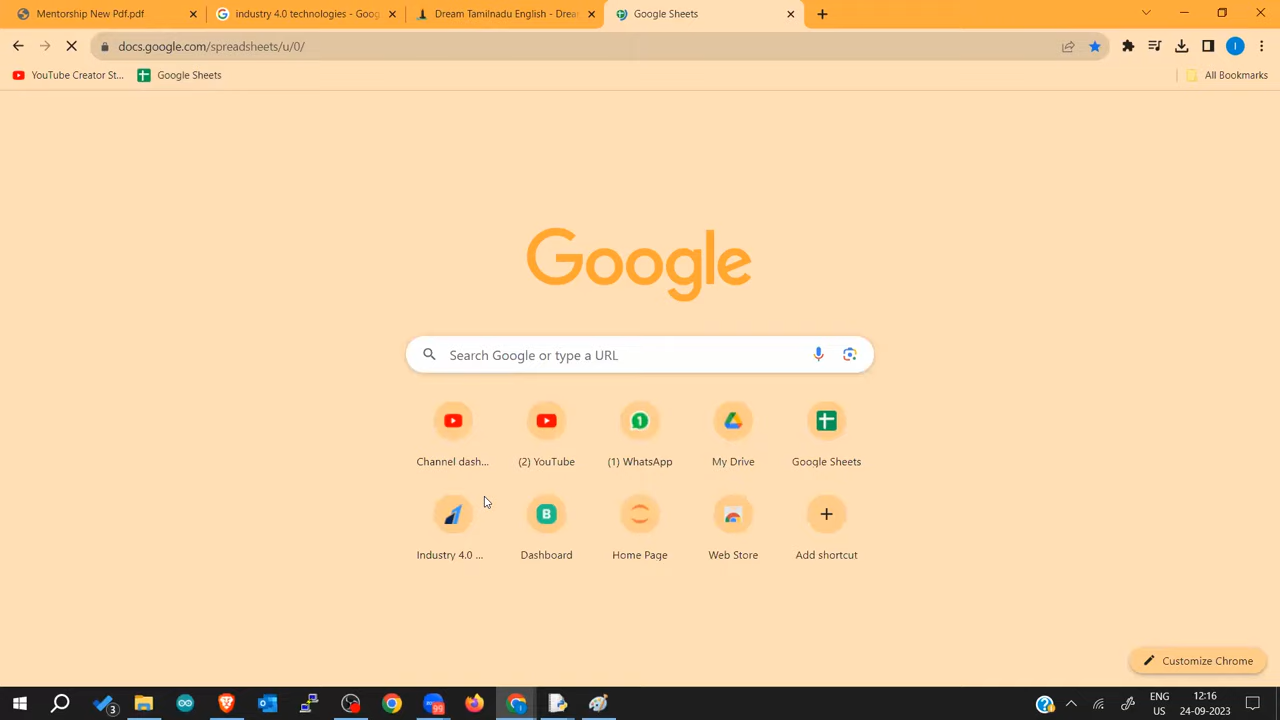 Mentorship New Pdf.pdf
industry 4.0 technologies - Goog
Dream Tamilnadu English - Drea
Google Sheets
docs.google.com/spreadsheets/u/0/
YouTube Creator St...
Google Sheets
All Bookmarks
Google
Search Google or type a URL
Channel dash...
(2) YouTube
(1) WhatsApp
My Drive
Google Sheets
Industry 4.0 ...
Dashboard
Home Page
Web Store
Add shortcut
Customize Chrome
ENG
US
12:16
24-09-2023